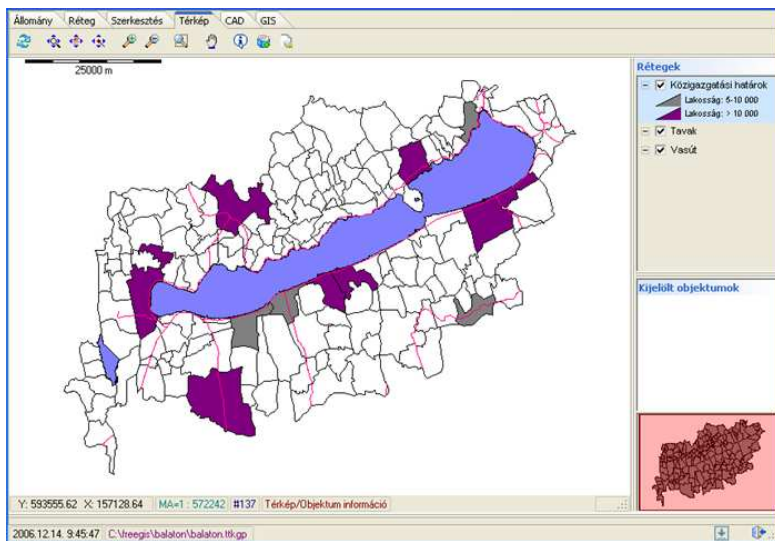 Állomány Réteg Szerkesztés Térkép CAD GIS
25000 m
Rétegek
Közigazgatási határok
Lakosság: 5-10 000
Lakosság: > 10 000
Tavak
Vasút
Kijelölt objektumok
Y: 593555.62 X: 157128.64 MA=1 : 572242 #137 Térkép/Objektum információ
2006.12.14. 9:45:47 C:\freegis\balaton\balaton.ttkgp